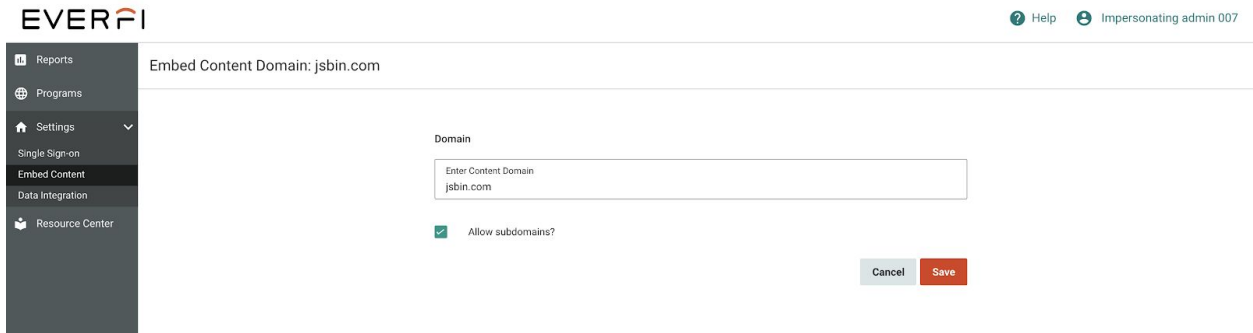 EVERFI
Help
Impersonating admin 007
Reports
Embed Content Domain: jsbin.com
Programs
Settings
Single Sign-on
Embed Content
Data Integration
Resource Center
Domain
Enter Content Domain
jsbin.com
Allow subdomains?
Cancel
Save